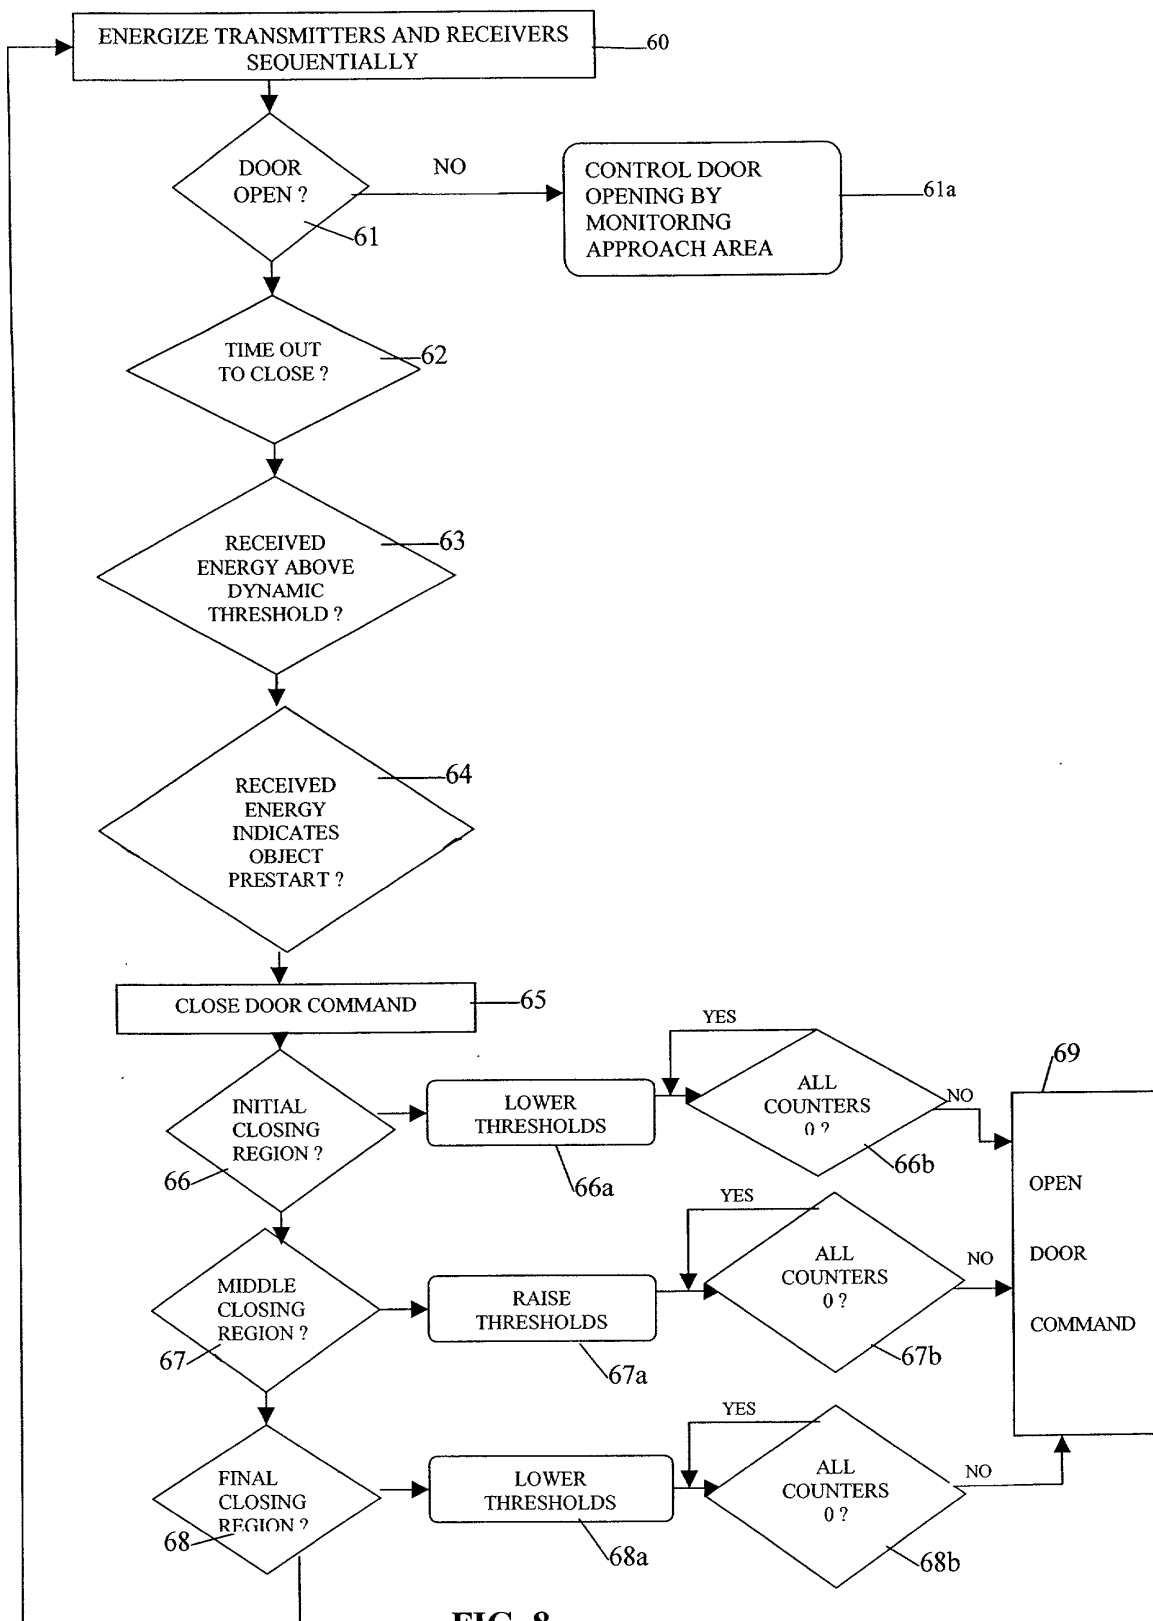 ENERGIZE TRANSMITTERS AND RECEIVERS
SEQUENTIALLY
60
DOOR
OPEN ?
61
NO
CONTROL DOOR
OPENING BY
MONITORING
APPROACH AREA
61a
TIME OUT
TO CLOSE ?
62
RECEIVED
ENERGY ABOVE
DYNAMIC
THRESHOLD ?
63
RECEIVED
ENERGY
INDICATES
OBJECT
PRESTART ?
64
CLOSE DOOR COMMAND
65
INITIAL
CLOSING
REGION ?
66
LOWER
THRESHOLDS
66a
YES
ALL
COUNTERS
0 ?
66b
NO
69
OPEN
DOOR
COMMAND
MIDDLE
CLOSING
REGION ?
67
RAISE
THRESHOLDS
67a
YES
ALL
COUNTERS
0 ?
67b
NO
FINAL
CLOSING
REGION ?
68
LOWER
THRESHOLDS
68a
YES
ALL
COUNTERS
0 ?
68b
NO
FIG. 8